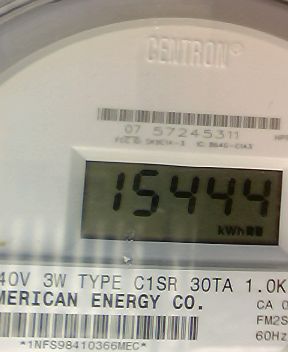 CENTRON®
07 57245311
15444
kWh
40V 3W TYPE C1SR 30TA 1.0K
MERICAN ENERGY CO.
CA 0
FM2S
60Hz
*1NFS98410366MEC*